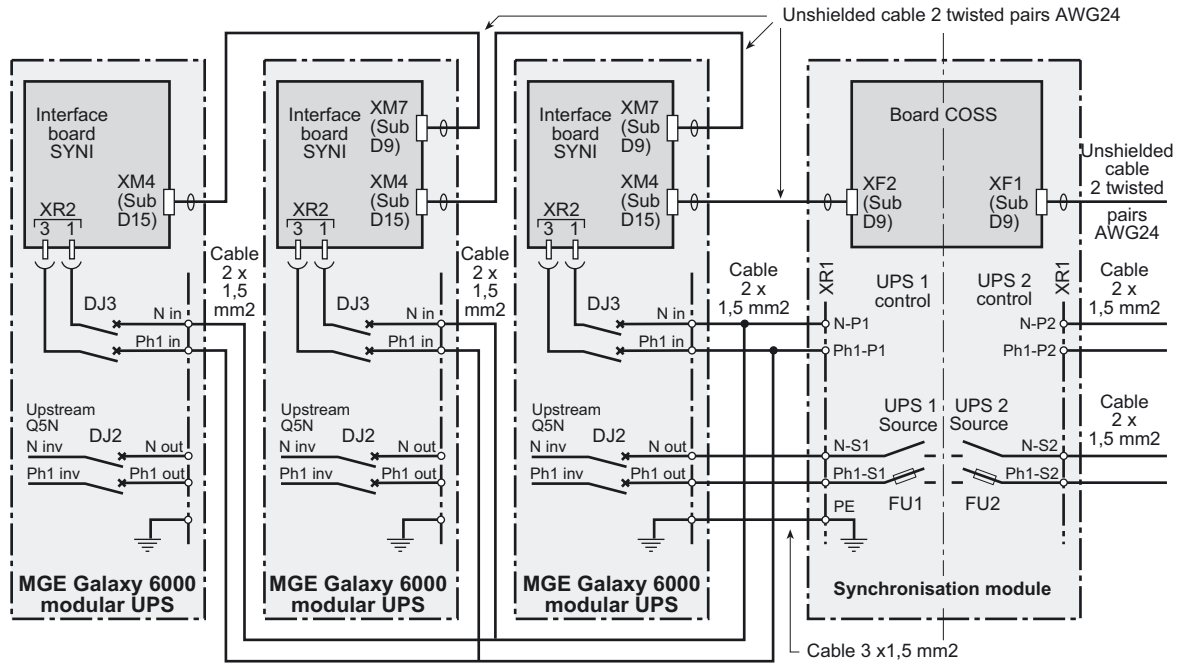 Unshielded cable 2 twisted pairs AWG24
Interface
board
SYNI
XM4
(Sub
D15)
XR2
3 1
DJ3
N in
Ph1 in
Cable
2 x
1,5
mm2
Upstream
Q5N
N inv
DJ2
N out
Ph1 inv
Ph1 out
MGE Galaxy 6000
modular UPS
Interface
board
SYNI
XM7
(Sub
D9)
XM4
(Sub
D15)
XR2
3 1
DJ3
N in
Ph1 in
Cable
2 x
1,5
mm2
Upstream
Q5N
N inv
DJ2
N out
Ph1 inv
Ph1 out
MGE Galaxy 6000
modular UPS
Interface
board
SYNI
XM7
(Sub
D9)
XM4
(Sub
D15)
XR2
3 1
DJ3
N in
Ph1 in
Cable
2 x
1,5 mm2
Upstream
Q5N
N inv
DJ2
N out
Ph1 inv
Ph1 out
MGE Galaxy 6000
modular UPS
Board COSS
XF2
(Sub
D9)
XF1
(Sub
D9)
Unshielded
cable
2 twisted
pairs
AWG24
XR1
UPS 1
control
UPS 2
control
XR1
Cable
2 x
1,5 mm2
N-P1
N-P2
Ph1-P1
Ph1-P2
UPS 1
Source
UPS 2
Source
Cable
2 x
1,5 mm2
N-S1
N-S2
Ph1-S1
Ph1-S2
FU1
FU2
PE
Synchronisation module
Cable 3 x1,5 mm2